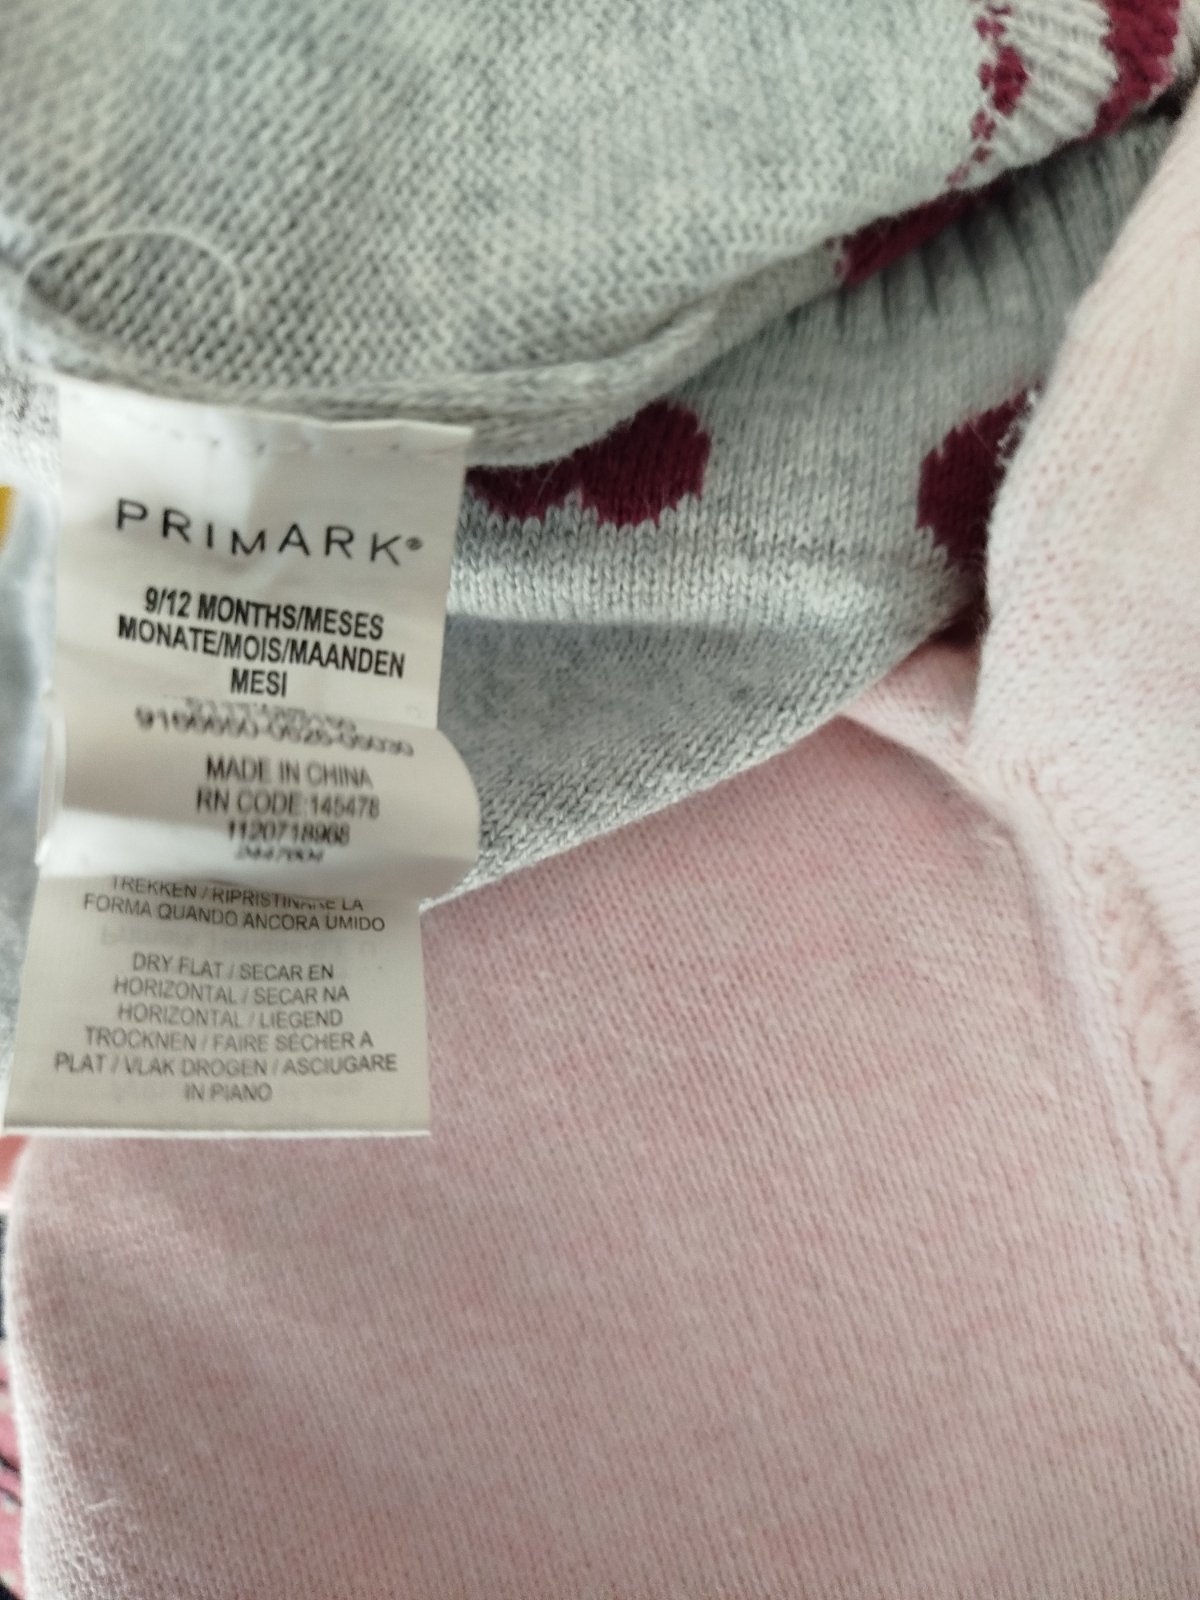 PRIMARK®
9/12 MONTHS/MESES
MONATE/MOIS/MAANDEN
MESI
MADE IN CHINA
RN CODE:145478
1120718968
TREKKEN / RIPRISTINARE LA
FORMA QUANDO ANCORA UMIDO
DRY FLAT / SECAR EN
HORIZONTAL / SECAR NA
HORIZONTAL / LIEGEND
TROCKNEN / FAIRE SÉCHER A
PLAT / VLAK DROGEN / ASCIUGARE
IN PIANO